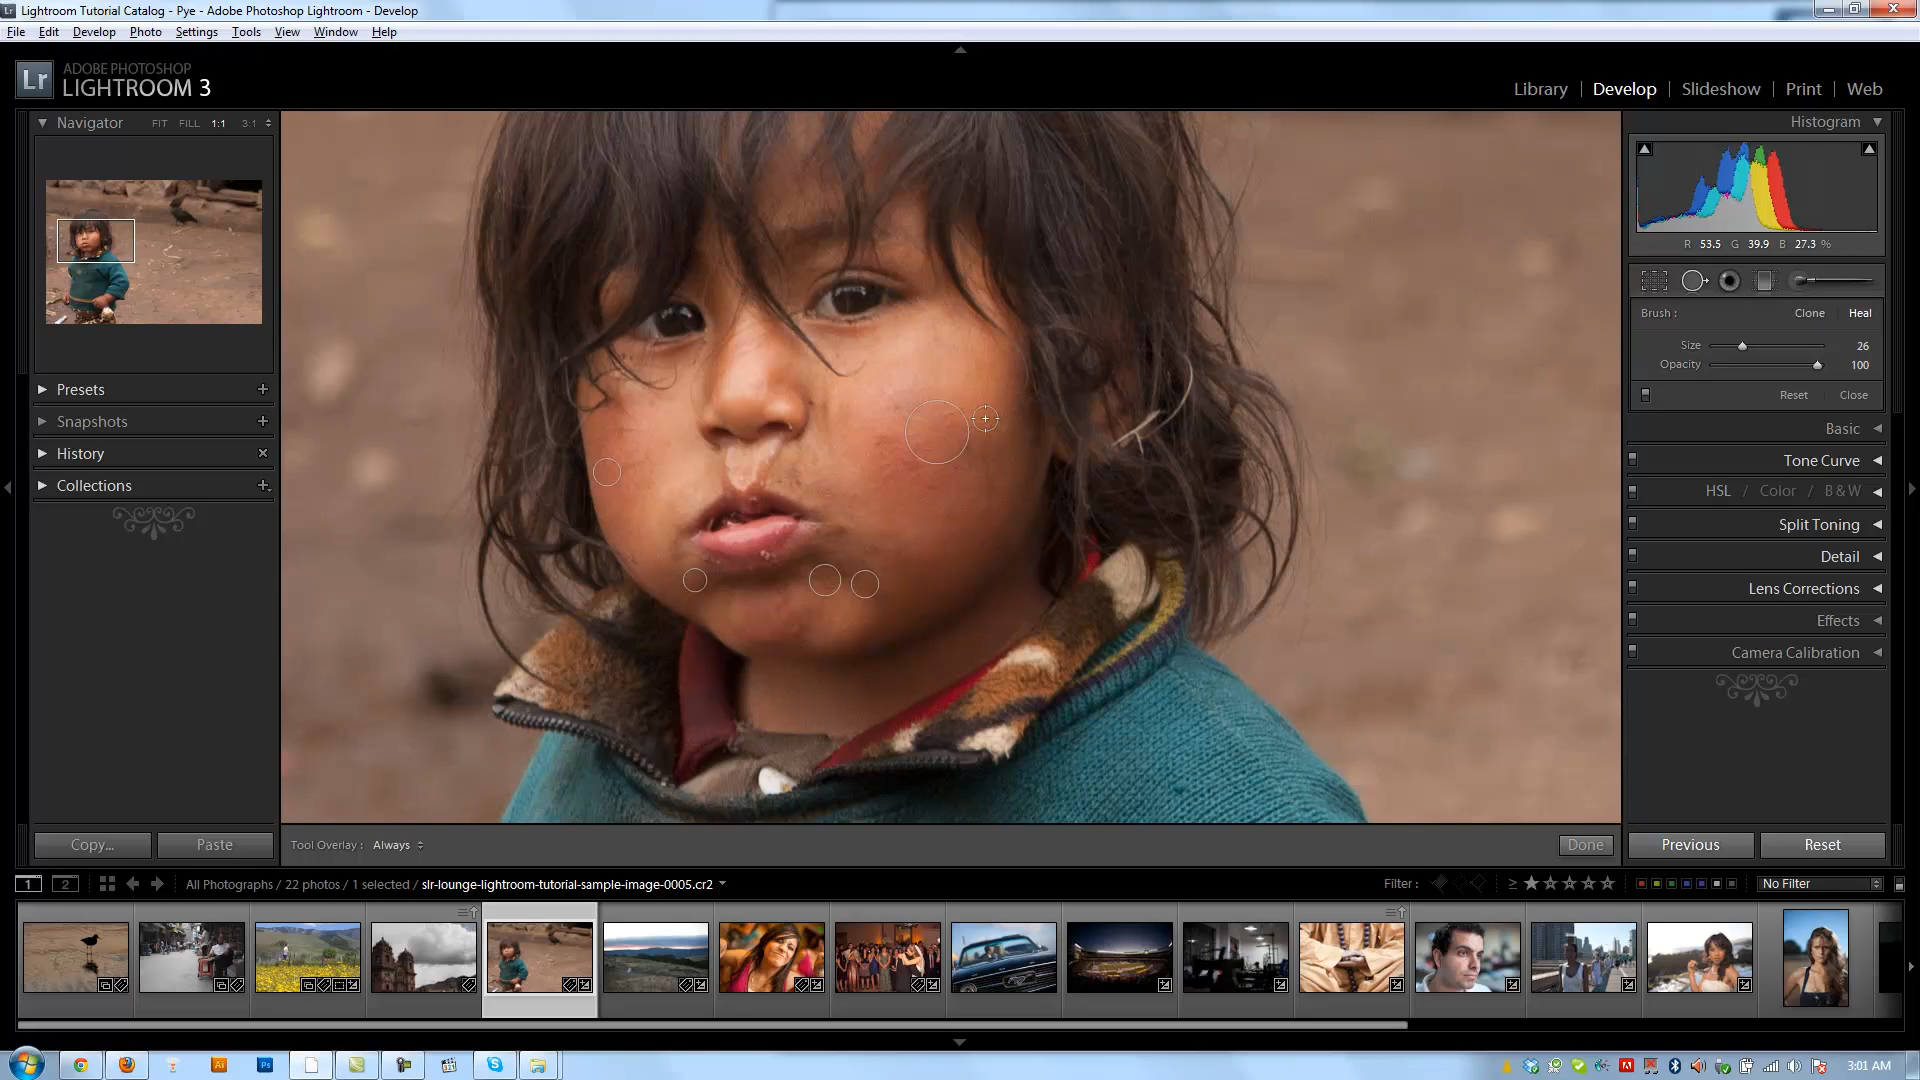 Lightroom Tutorial Catalog - Pye - Adobe Photoshop Lightroom - Develop
File Edit Develop Photo Settings Tools View Window Help
Lr ADOBE PHOTOSHOP
LIGHTROOM 3
Library | Develop | Slideshow | Print | Web
Navigator FIT FILL 1:1 3:1
Histogram
R 53.5 G 39.9 B 27.3 %
Brush : Clone Heal
Size 26
Opacity 100
Reset Close
Presets
Snapshots
History
Collections
Basic
Tone Curve
HSL / Color / B & W
Split Toning
Detail
Lens Corrections
Effects
Camera Calibration
Copy... Paste
Tool Overlay : Always
Done
Previous Reset
1 2 All Photographs / 22 photos / 1 selected / slr-lounge-lightroom-tutorial-sample-image-0005.cr2
Filter : ≥ No Filter
Ai Ps 321 S
3:01 AM